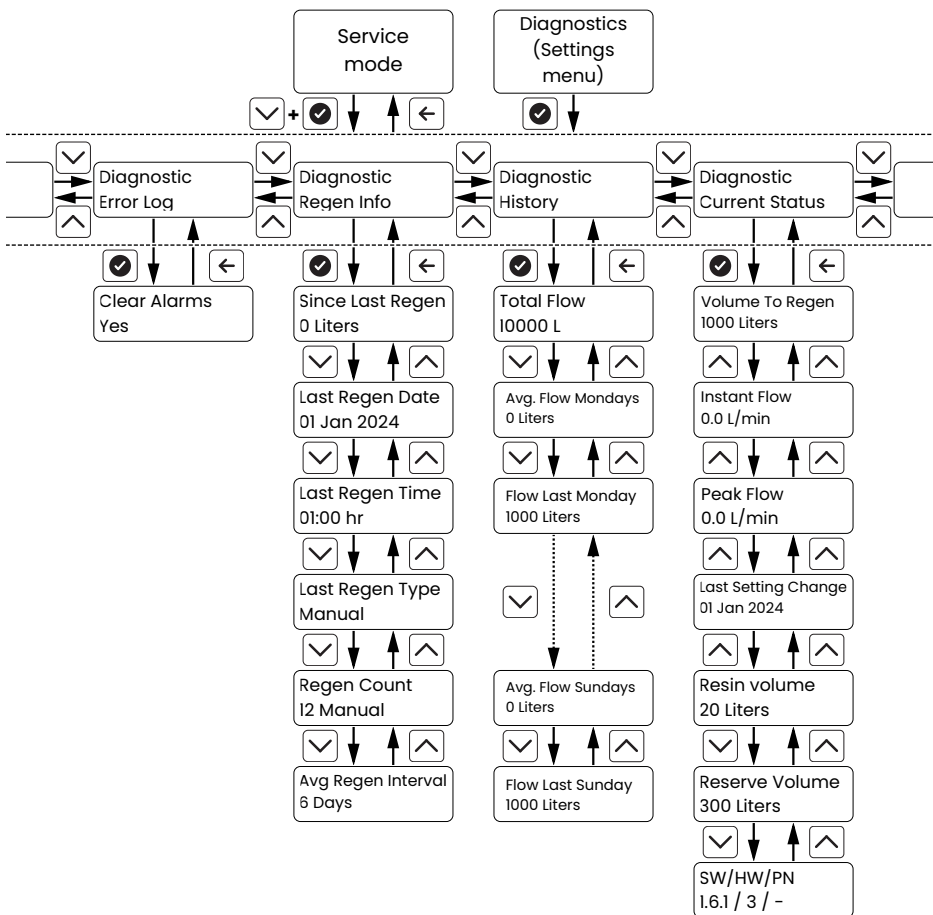 Service
mode
Diagnostics
(Settings
menu)
+
Diagnostic
Error Log
Diagnostic
Regen Info
Diagnostic
History
Diagnostic
Current Status
Clear Alarms
Yes
Since Last Regen
0 Liters
Total Flow
10000 L
Volume To Regen
1000 Liters
Last Regen Date
01 Jan 2024
Avg. Flow Mondays
0 Liters
Instant Flow
0.0 L/min
Last Regen Time
01:00 hr
Flow Last Monday
1000 Liters
Peak Flow
0.0 L/min
Last Regen Type
Manual
Last Setting Change
01 Jan 2024
Regen Count
12 Manual
Avg. Flow Sundays
0 Liters
Resin volume
20 Liters
Avg Regen Interval
6 Days
Flow Last Sunday
1000 Liters
Reserve Volume
300 Liters
SW/HW/PN
1.6.1 / 3 / -